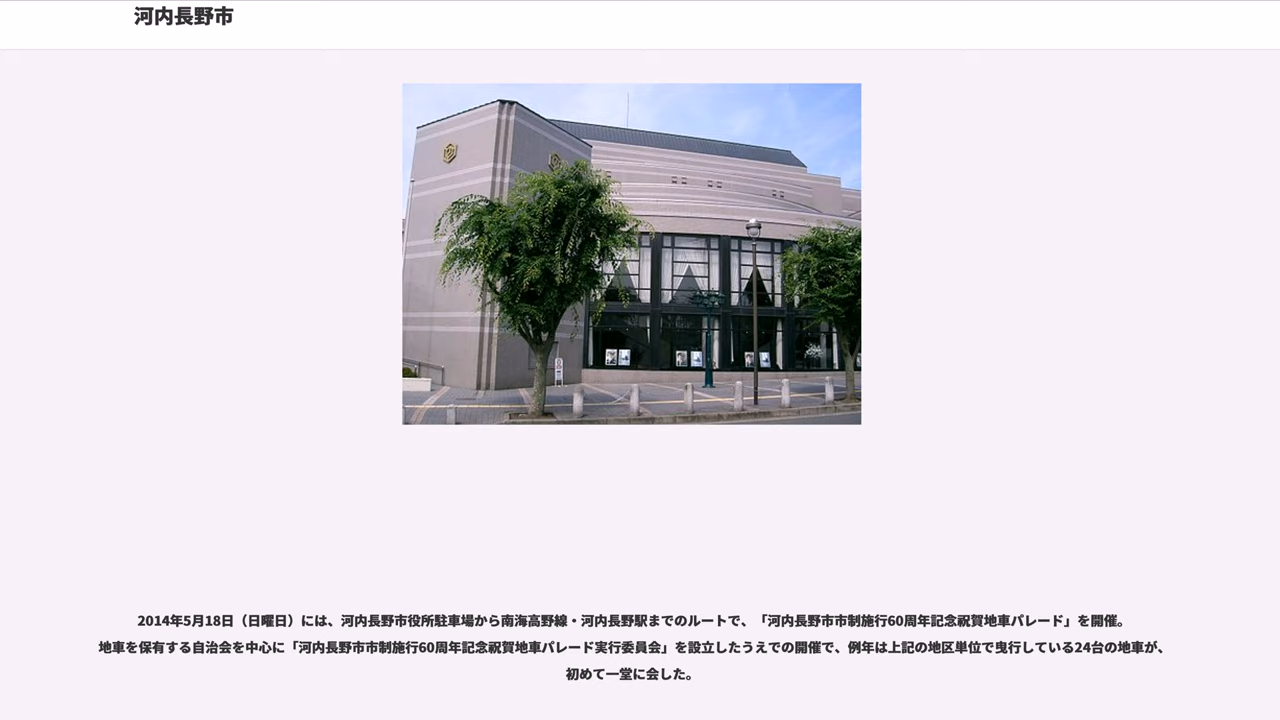 河内長野市
2014年5月18日（日曜日）には、河内長野市役所駐車場から南海高野線・河内長野駅までのルートで、「河内長野市市制施行60周年記念祝賀地車パレード」を開催。
地車を保有する自治会を中心に「河内長野市市制施行60周年記念祝賀地車パレード実行委員会」を設立したうえでの開催で、例年は上記の地区単位で曳行している24台の地車が、
初めて一堂に会した。